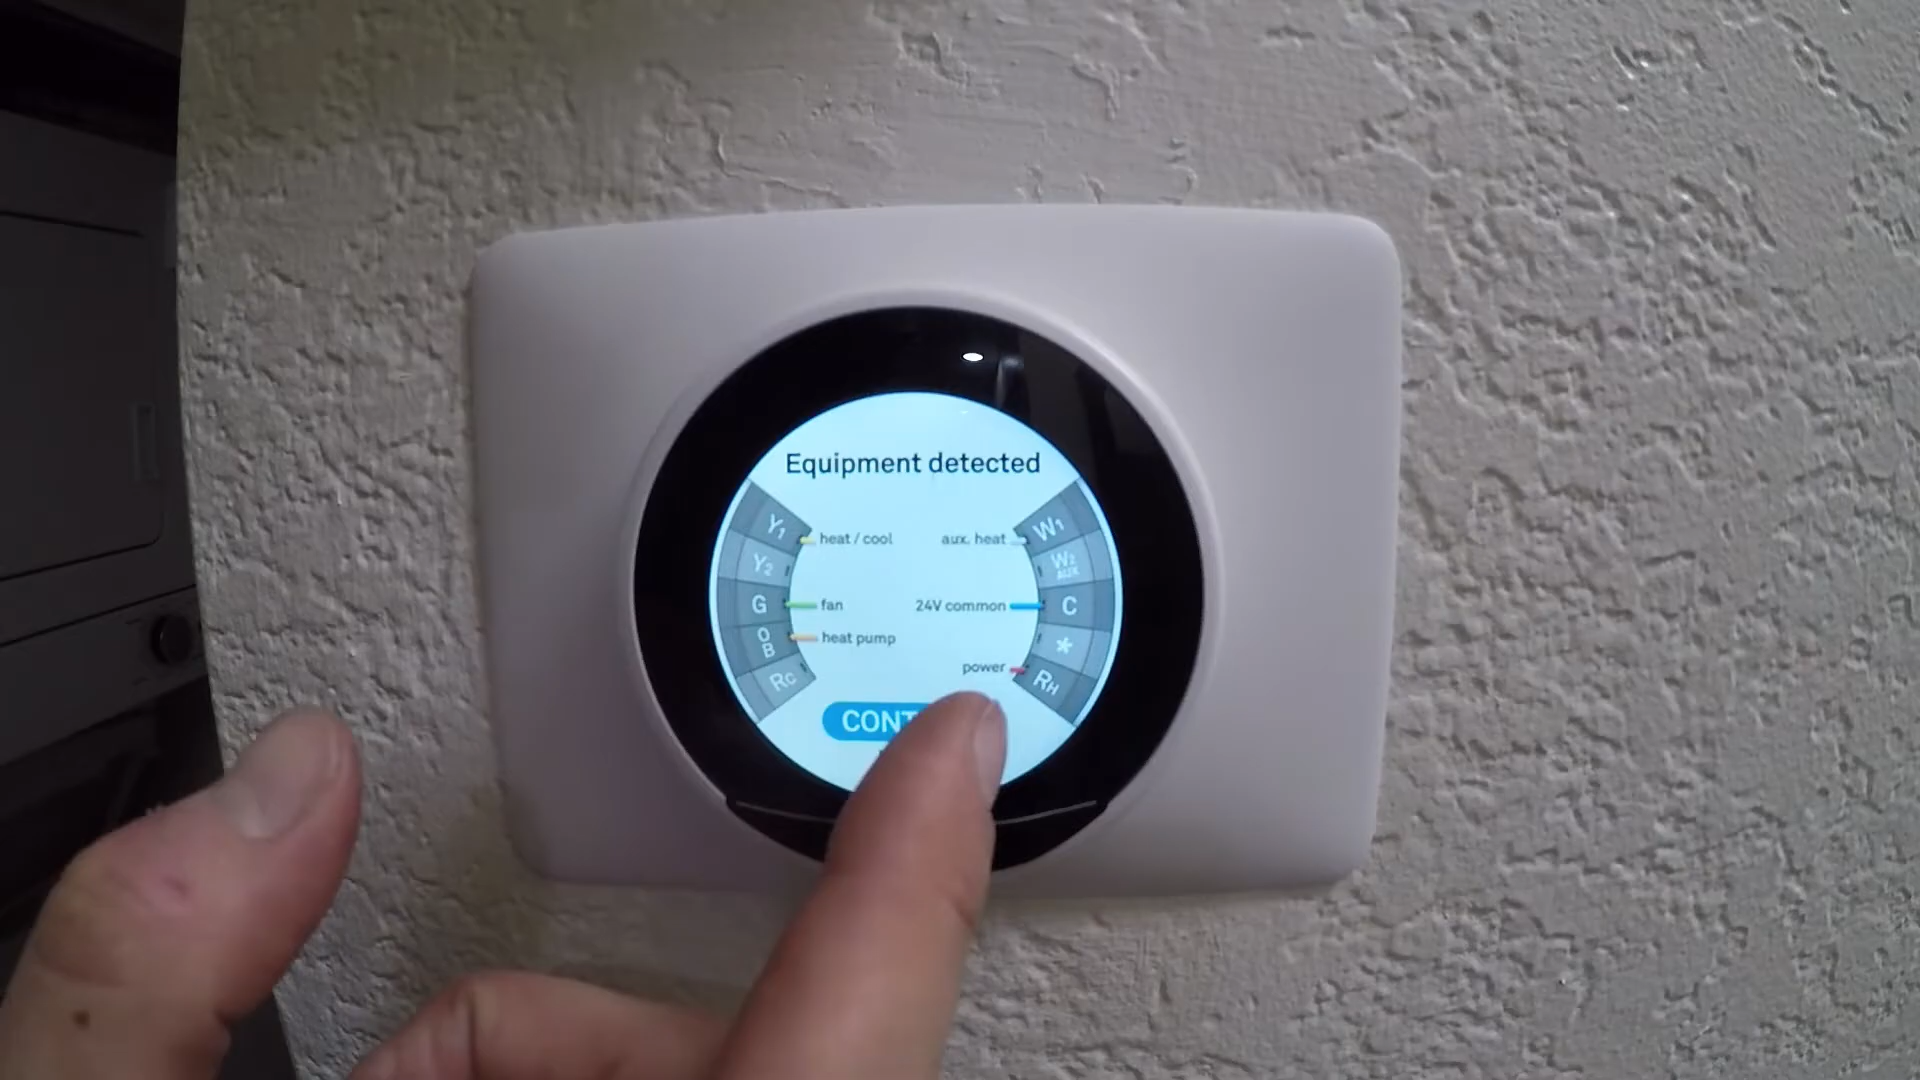 Equipment detected
Y1
heat / cool
aux. heat
W1
Y2
W2
AUX
G
fan
24V common
C
O
B
heat pump
*
RC
power
RH
CONT